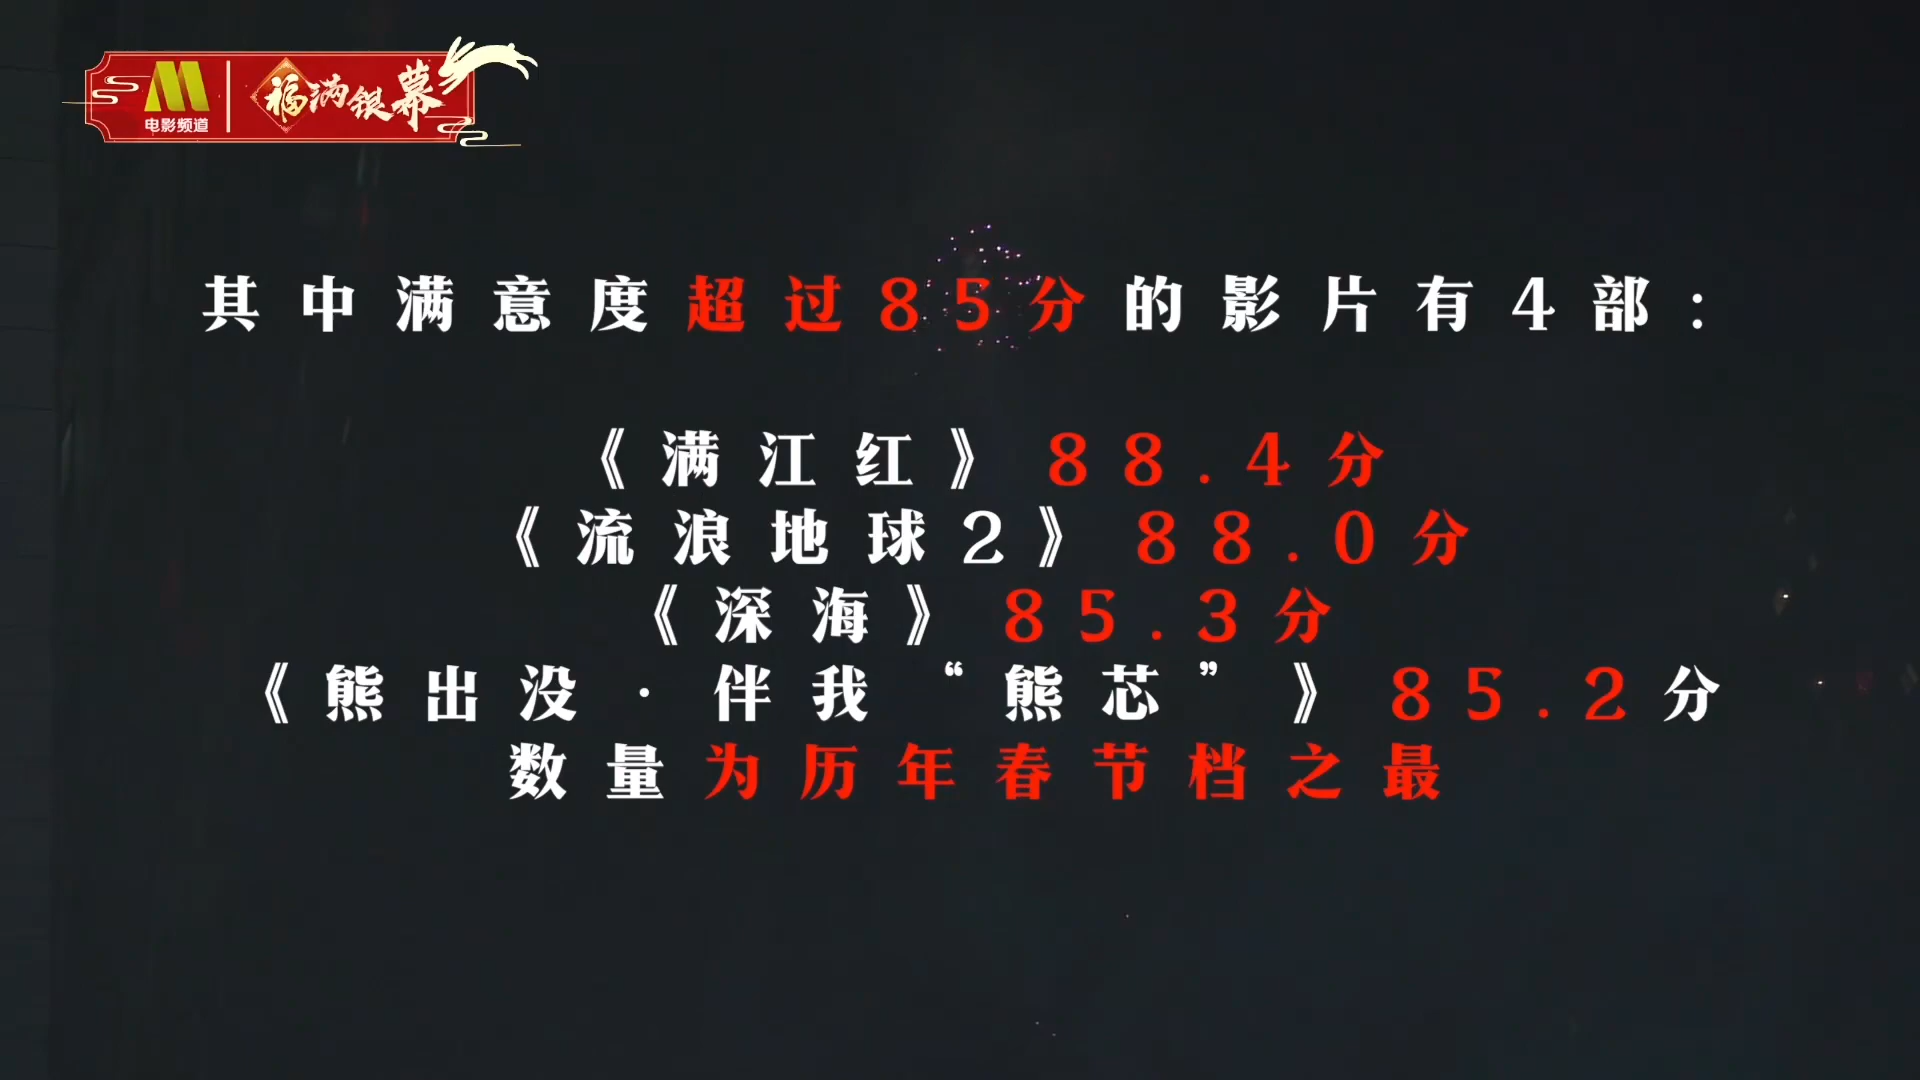 电影频道
福满银幕
其中满意度超过85分的影片有4部：
《满江红》88.4分
《流浪地球2》88.0分
《深海》85.3分
《熊出没·伴我“熊芯”》85.2分
数量为历年春节档之最